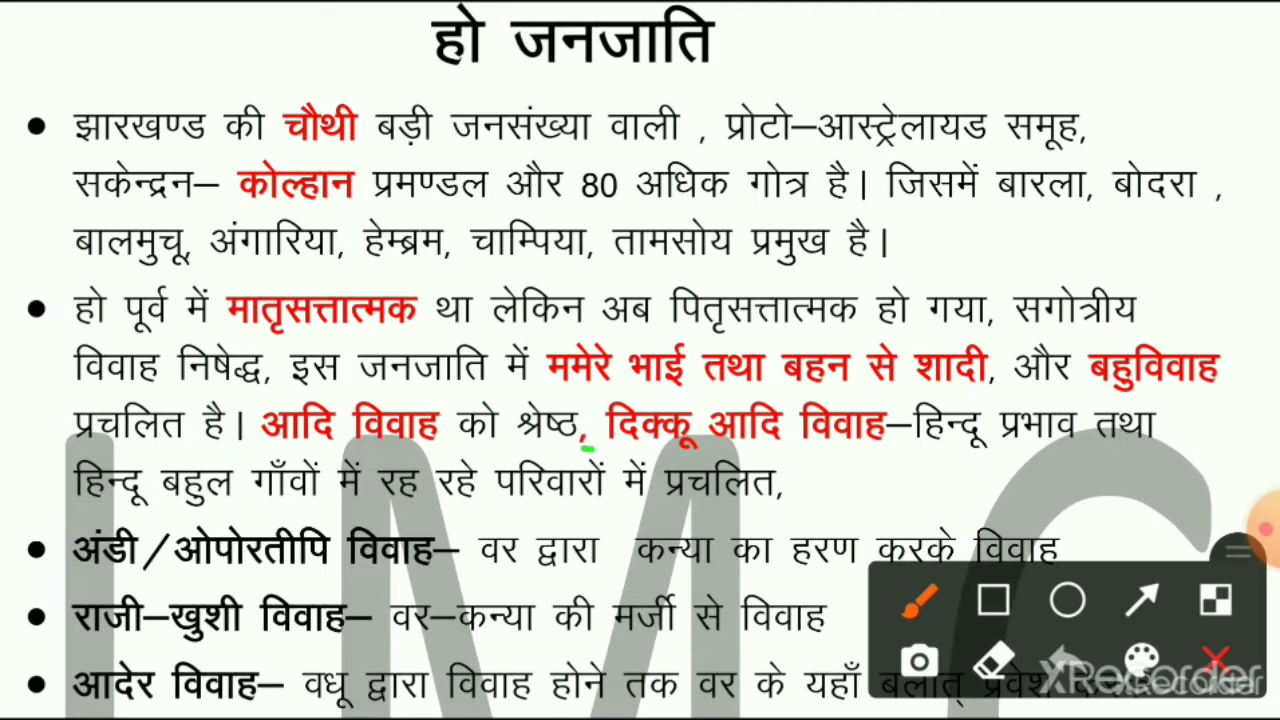 हो जनजाति
• झारखण्ड की चौथी बड़ी जनसंख्या वाली , प्रोटो–आस्ट्रेलायड समूह,
सकेन्द्रन– कोल्हान प्रमण्डल और 80 अधिक गोत्र है। जिसमें बारला, बोदरा ,
बालमुचू, अंगारिया, हेम्ब्रम, चाम्पिया, तामसोय प्रमुख है।
• हो पूर्व में मातृसत्तात्मक था लेकिन अब पितृसत्तात्मक हो गया, सगोत्रीय
विवाह निषेद्ध, इस जनजाति में ममेरे भाई तथा बहन से शादी, और बहुविवाह
प्रचलित है। आदि विवाह को श्रेष्ठ, दिक्कू आदि विवाह–हिन्दू प्रभाव तथा
हिन्दू बहुल गाँवों में रह रहे परिवारों में प्रचलित,
• अंडी/ओपोरतीपि विवाह– वर द्वारा कन्या का हरण करके विवाह
• राजी–खुशी विवाह– वर–कन्या की मर्जी से विवाह
• आदेर विवाह– वधू द्वारा विवाह होने तक वर के यहाँ बलात् प्रवेश
IMC
XRecorder
XRecorder